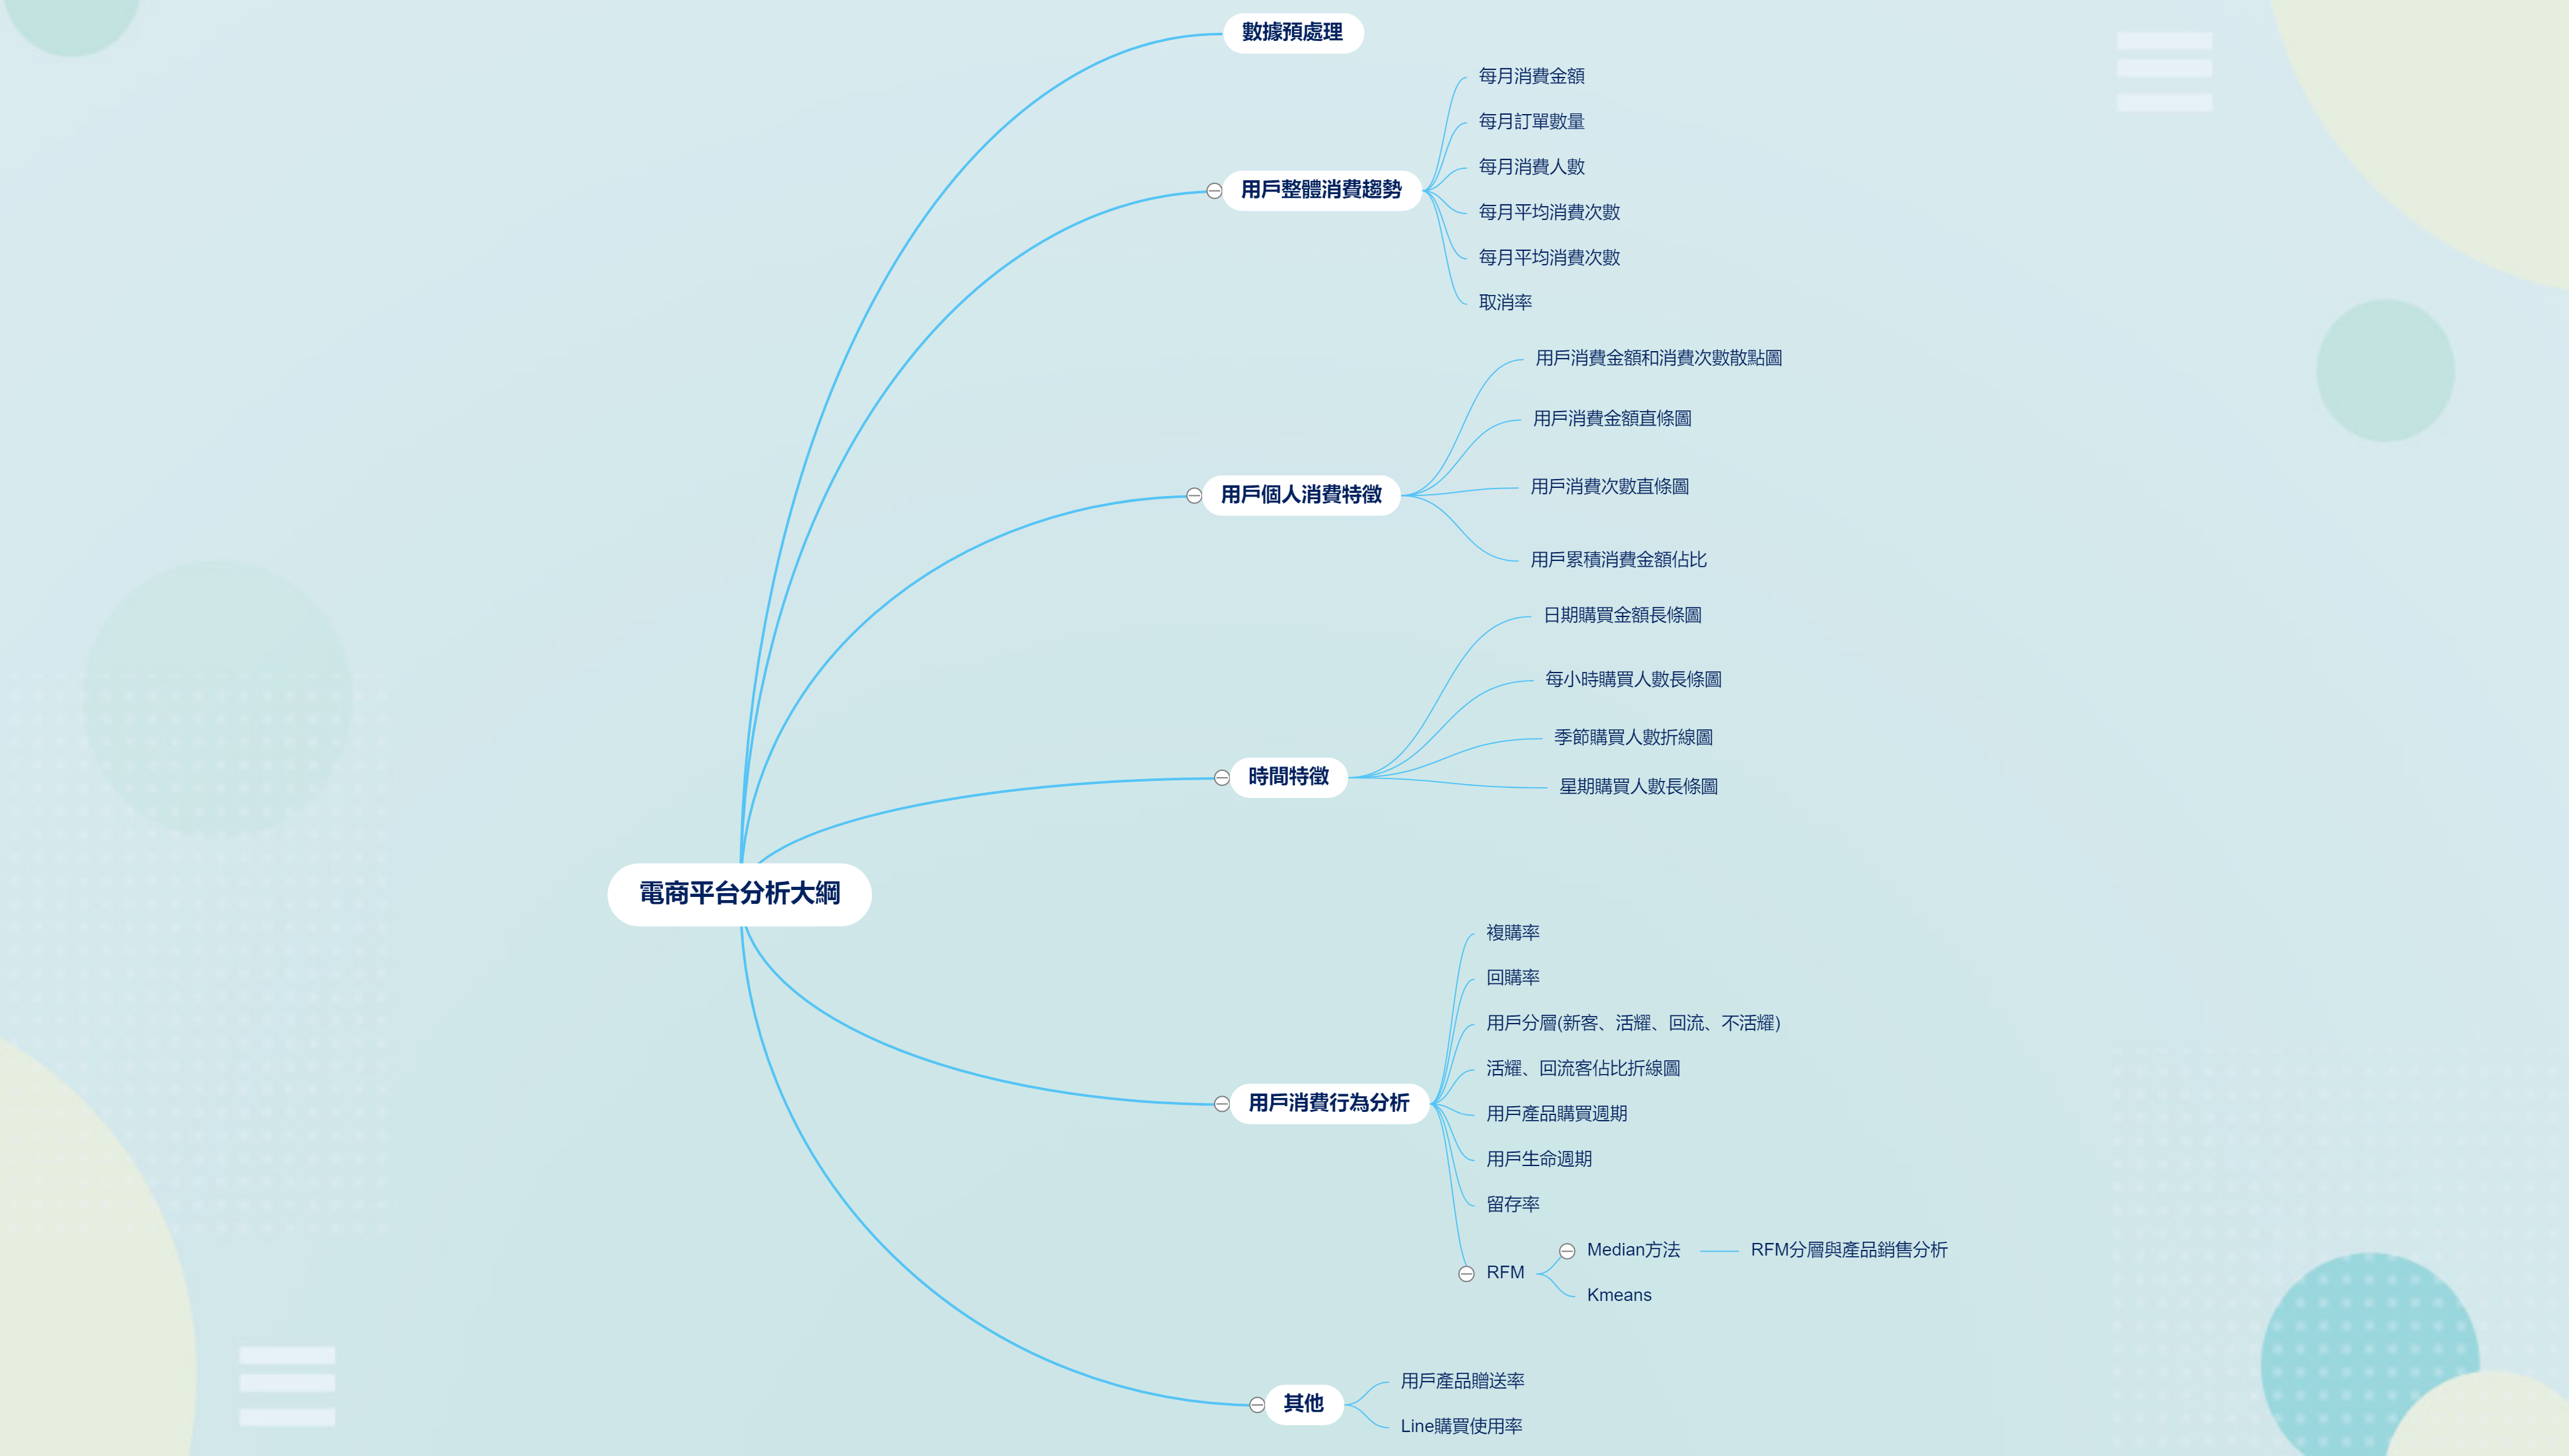 電商平台分析大綱
數據預處理
用戶整體消費趨勢
每月消費金額
每月訂單數量
每月消費人數
每月平均消費次數
每月平均消費次數
取消率
用戶個人消費特徵
用戶消費金額和消費次數散點圖
用戶消費金額直條圖
用戶消費次數直條圖
用戶累積消費金額佔比
時間特徵
日期購買金額長條圖
每小時購買人數長條圖
季節購買人數折線圖
星期購買人數長條圖
用戶消費行為分析
複購率
回購率
用戶分層(新客、活耀、回流、不活耀)
活耀、回流客佔比折線圖
用戶產品購買週期
用戶生命週期
留存率
RFM
Median方法
RFM分層與產品銷售分析
Kmeans
其他
用戶產品贈送率
Line購買使用率